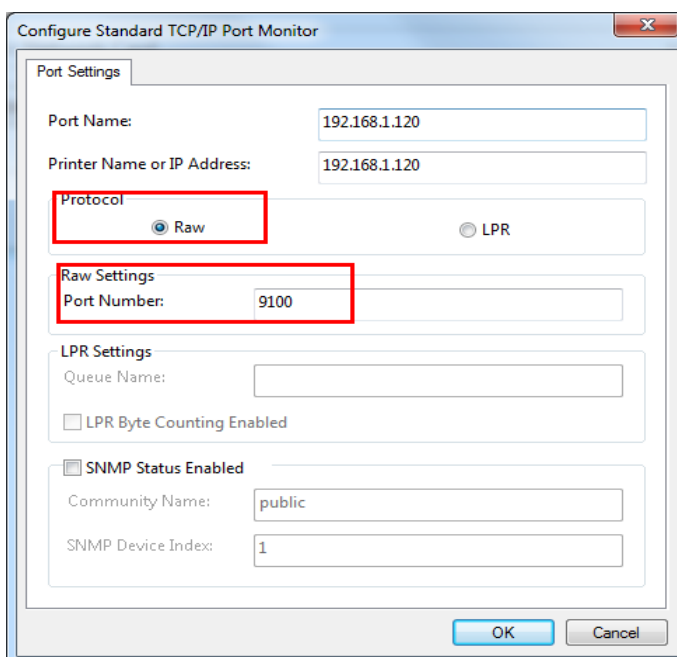 Configure Standard TCP/IP Port Monitor
Port Settings
Port Name: 192.168.1.120
Printer Name or IP Address: 192.168.1.120
Protocol
Raw LPR
Raw Settings
Port Number: 9100
LPR Settings
Queue Name:
LPR Byte Counting Enabled
SNMP Status Enabled
Community Name: public
SNMP Device Index: 1
OK Cancel